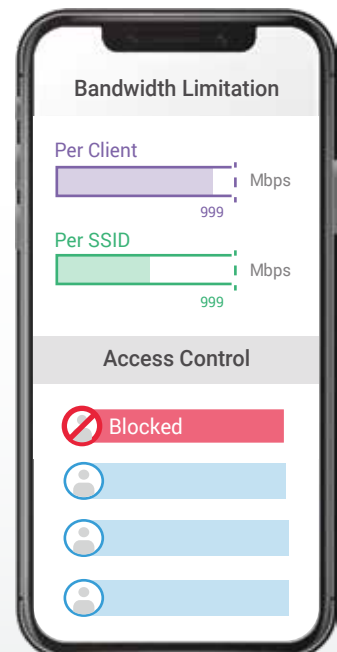 Bandwidth Limitation
Per Client
Mbps
999
Per SSID
Mbps
999
Access Control
Blocked